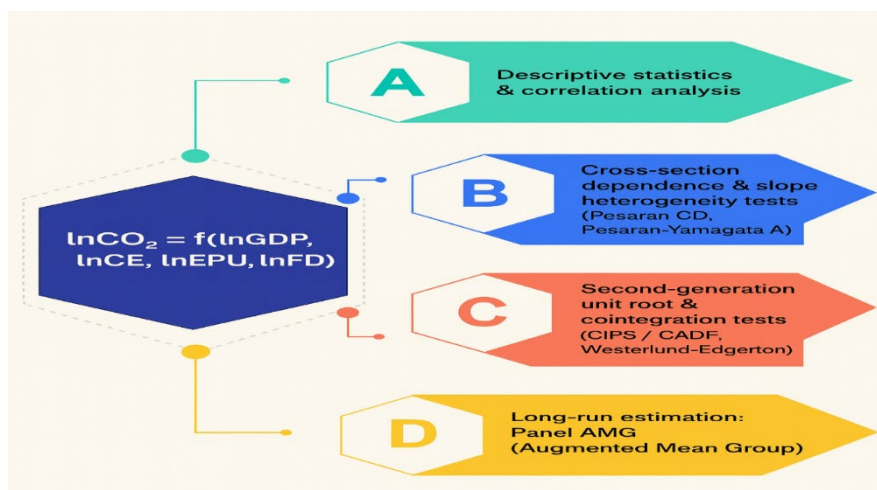 lnCO₂ = f(lnGDP,
lnCE, lnEPU, lnFD)
A
Descriptive statistics
& correlation analysis
B
Cross-section
dependence & slope
heterogeneity tests
(Pesaran CD,
Pesaran-Yamagata A)
C
Second-generation
unit root &
cointegration tests
(CIPS / CADF,
Westerlund-Edgerton)
D
Long-run estimation:
Panel AMG
(Augmented Mean Group)